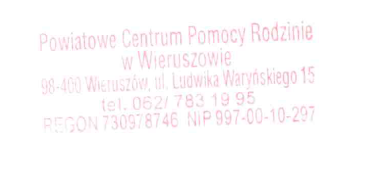 Powiatowe Centrum Pomocy Rodzinie
w Wieruszowie
98-400 Wieruszów, ul. Ludwika Waryńskiego 15
tel. 062/ 783 19 95
REGON 730978746 NIP 997-00-10-297